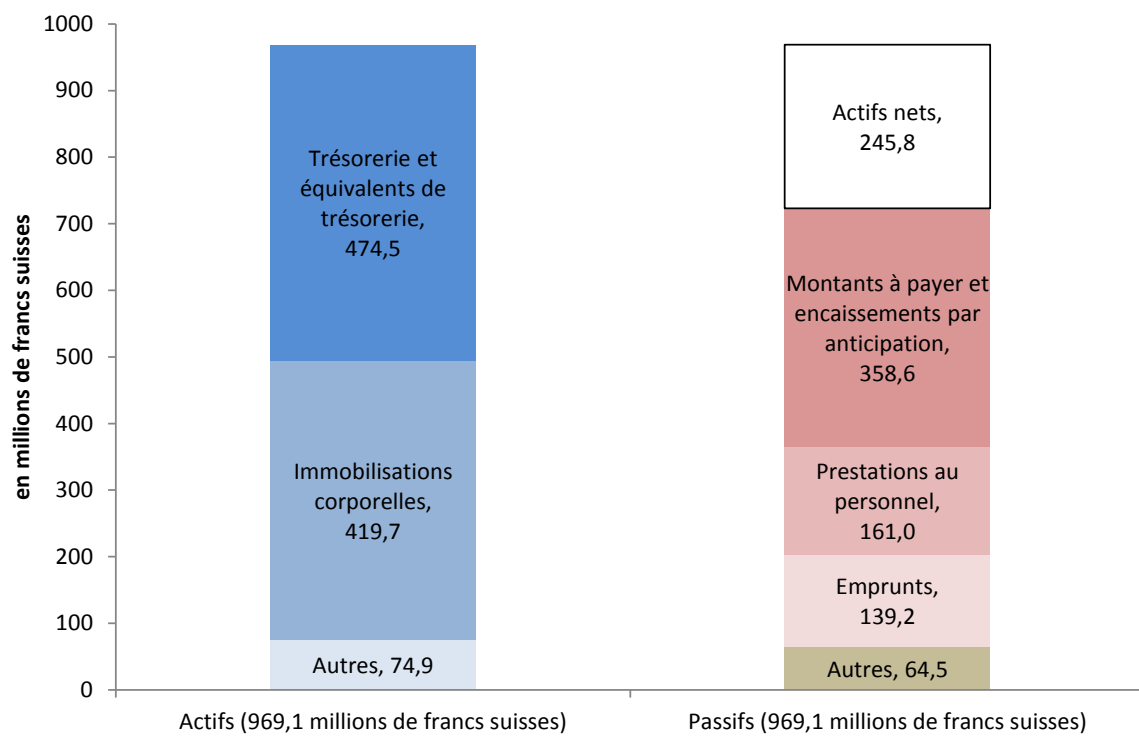 en millions de francs suisses
1000
900
800
700
600
500
400
300
200
100
0
Trésorerie et
équivalents de
trésorerie,
474,5
Immobilisations
corporelles,
419,7
Autres, 74,9
Actifs nets,
245,8
Montants à payer et
encaissements par
anticipation,
358,6
Prestations au
personnel,
161,0
Emprunts,
139,2
Autres, 64,5
Actifs (969,1 millions de francs suisses)
Passifs (969,1 millions de francs suisses)